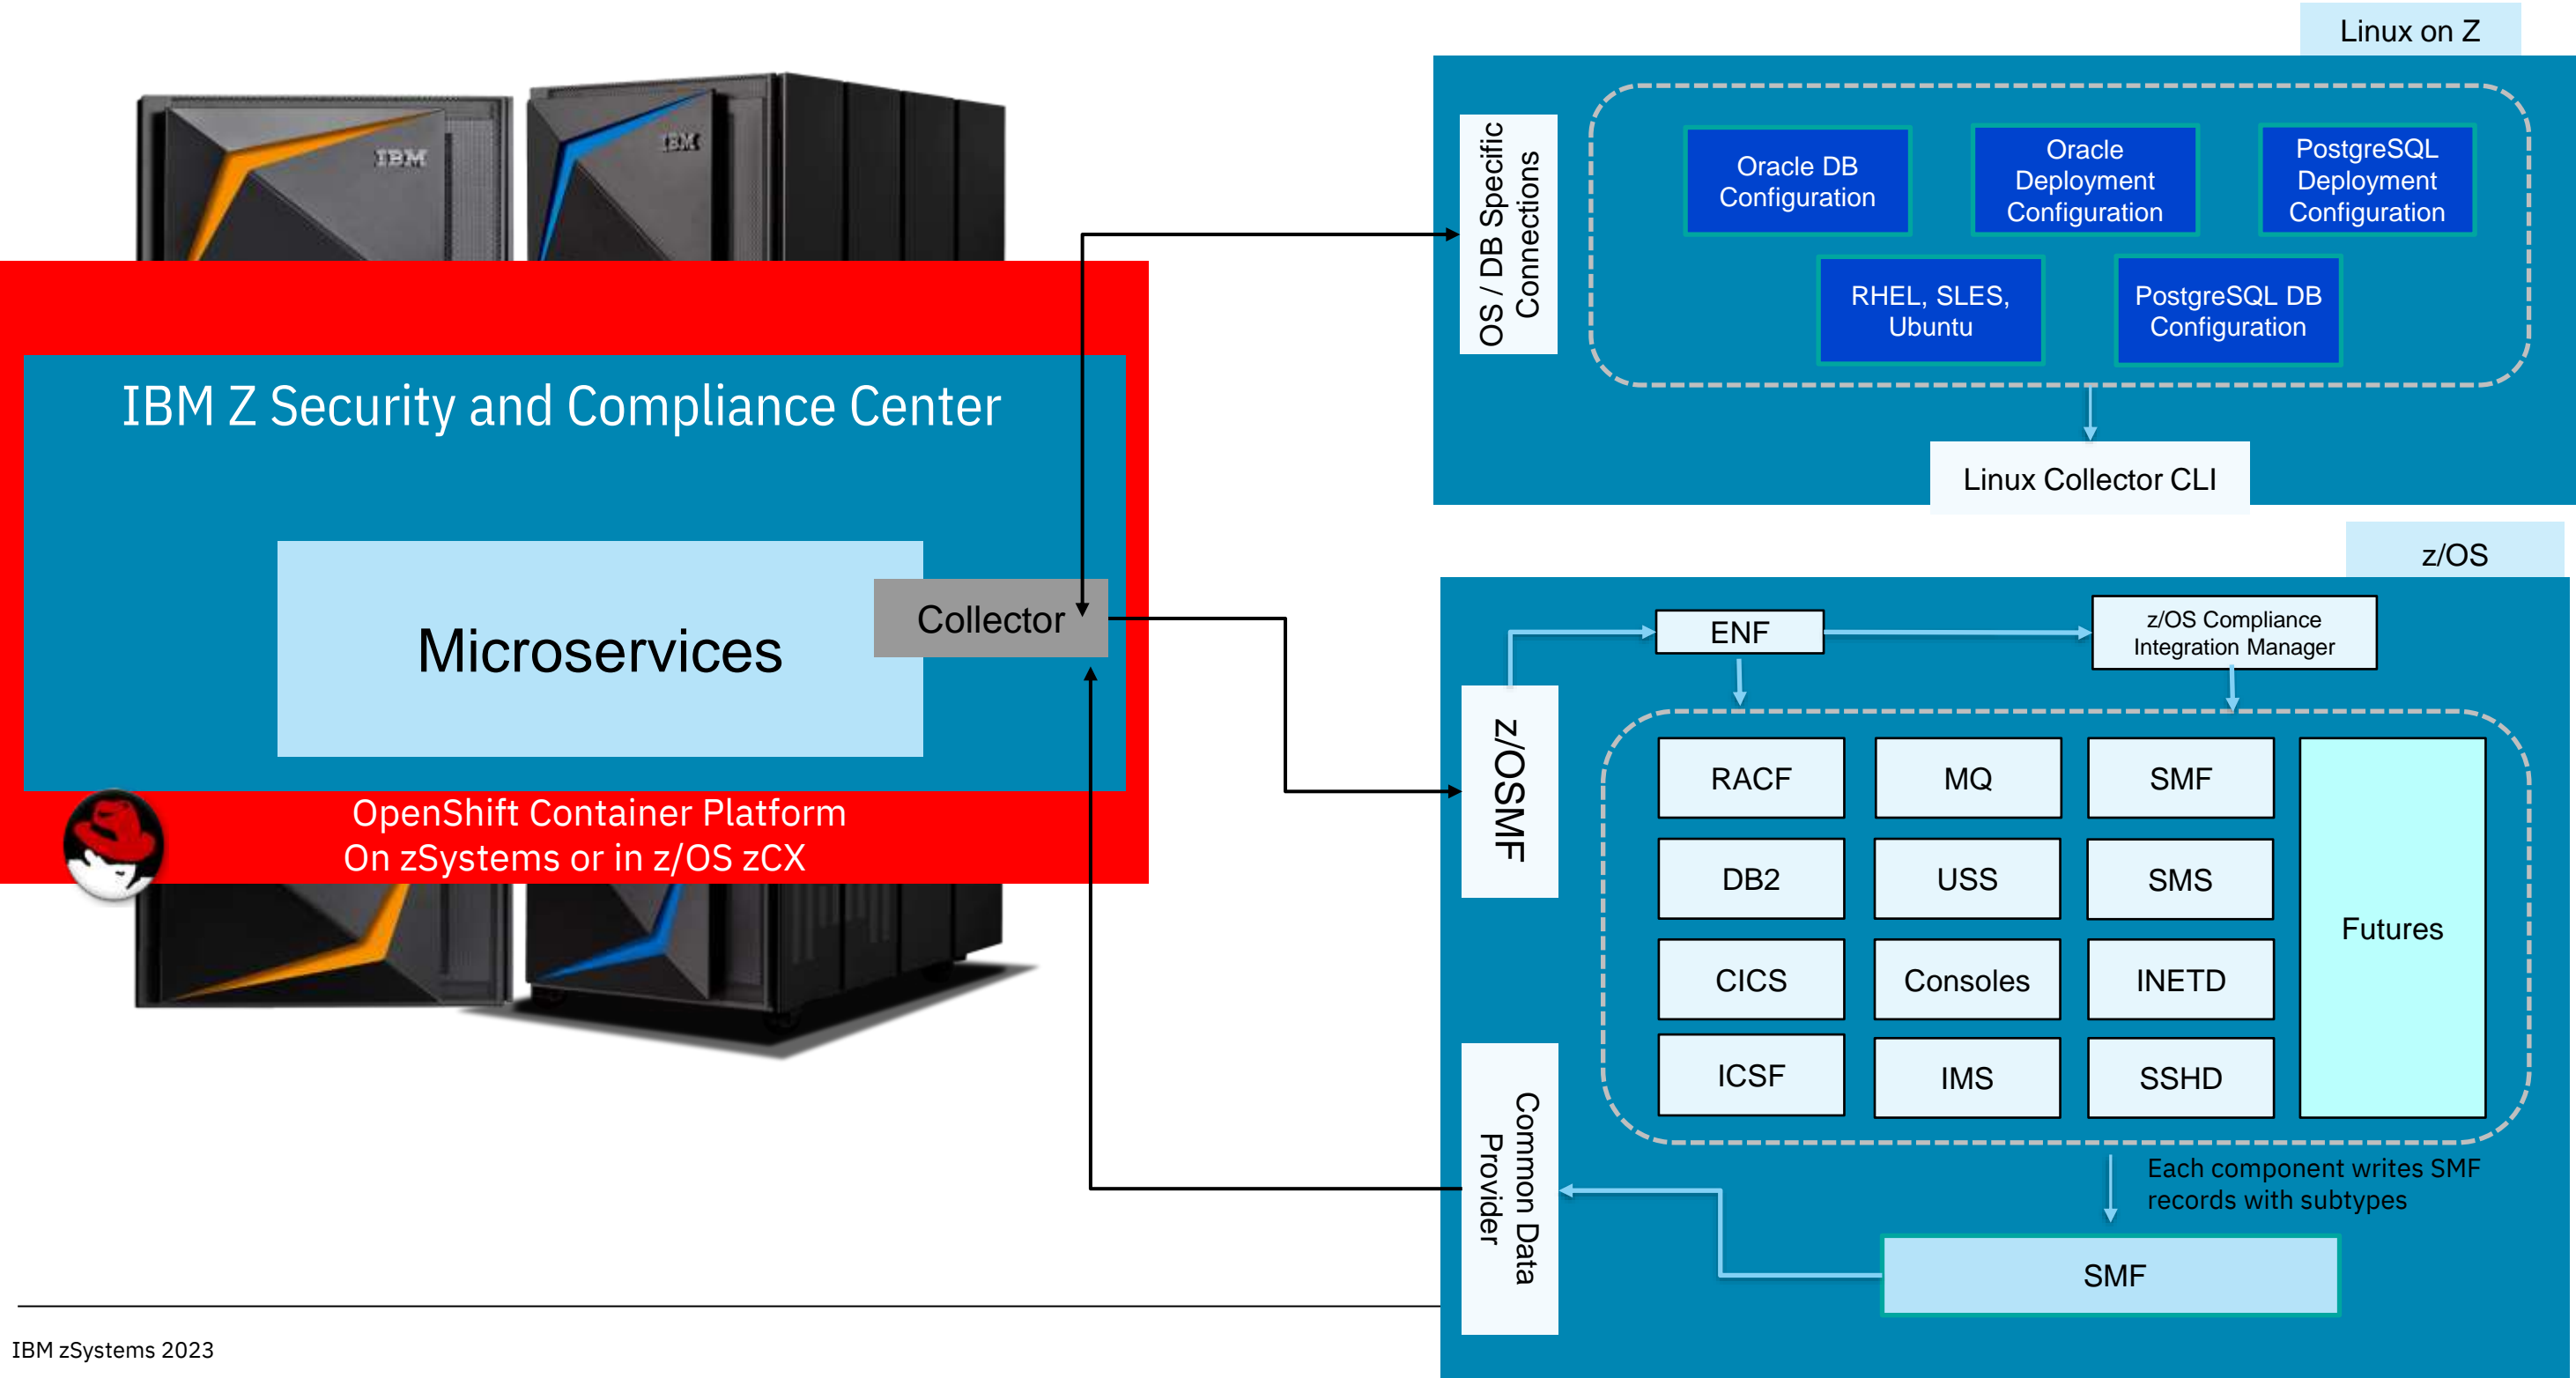 Linux on Z
OS / DB Specific
Connections
Oracle DB
Configuration
Oracle
Deployment
Configuration
PostgreSQL
Deployment
Configuration
RHEL, SLES,
Ubuntu
PostgreSQL DB
Configuration
Linux Collector CLI
IBM
IBM
IBM Z Security and Compliance Center
Microservices
Collector
OpenShift Container Platform
On zSystems or in z/OS zCX
z/OS
z/OSMF
ENF
z/OS Compliance
Integration Manager
RACF
MQ
SMF
DB2
USS
SMS
CICS
Consoles
INETD
ICSF
IMS
SSHD
Futures
Each component writes SMF
records with subtypes
Common Data
Provider
SMF
IBM zSystems 2023